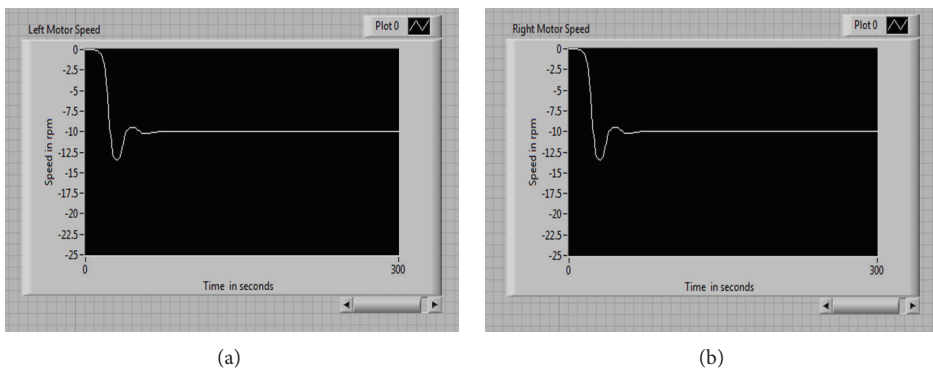 Left Motor Speed
Plot 0
Speed in rpm
0
-2.5
-5
-7.5
-10
-12.5
-15
-17.5
-20
-22.5
-25
0
300
Time in seconds
(a)
Right Motor Speed
Plot 0
Speed in rpm
0
-2.5
-5
-7.5
-10
-12.5
-15
-17.5
-20
-22.5
-25
0
300
Time in seconds
(b)